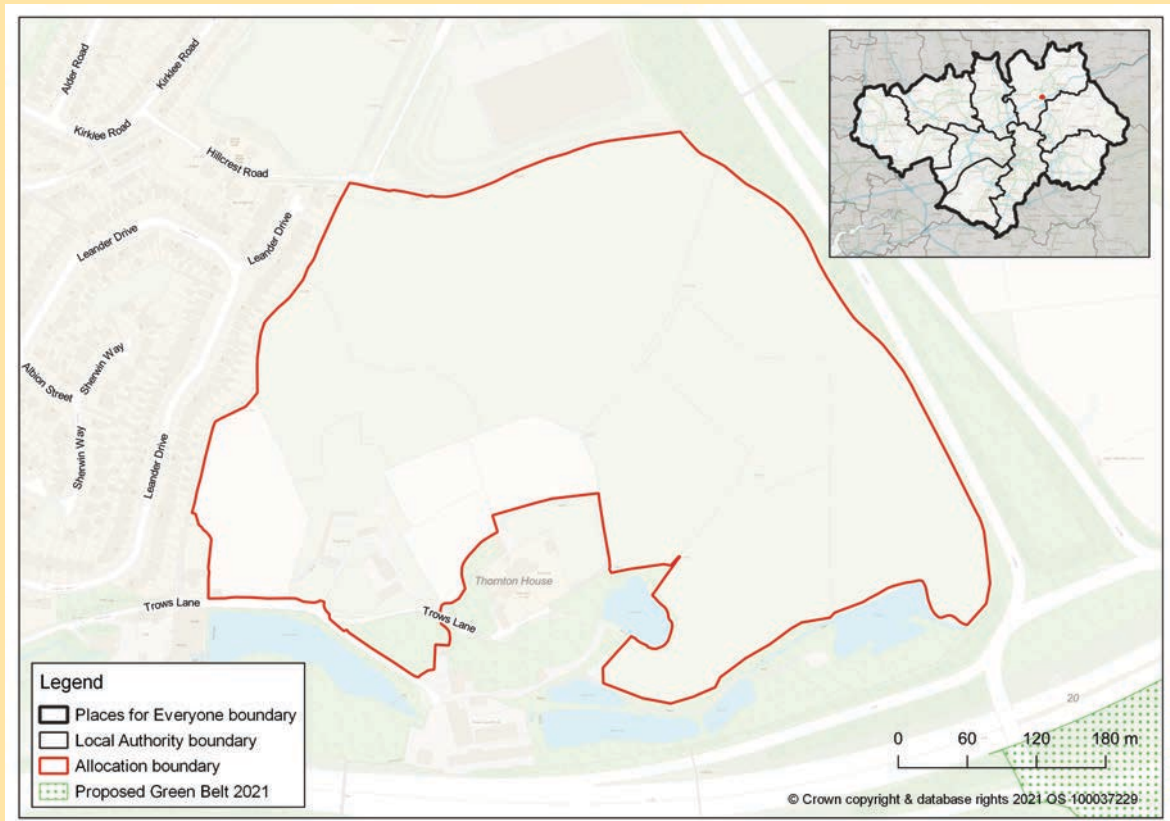 Alder Road
Kirklee Road
Kirklee Road
Hillcrest Road
Leander Drive
Leander Drive
Sherwin Way
Albion Street
Sherwin Way
Leander Drive
Thornton House
Trows Lane
Trows Lane
Legend
Places for Everyone boundary
Local Authority boundary
Allocation boundary
Proposed Green Belt 2021
20
0 60 120 180 m
© Crown copyright & database rights 2021 OS 100037229